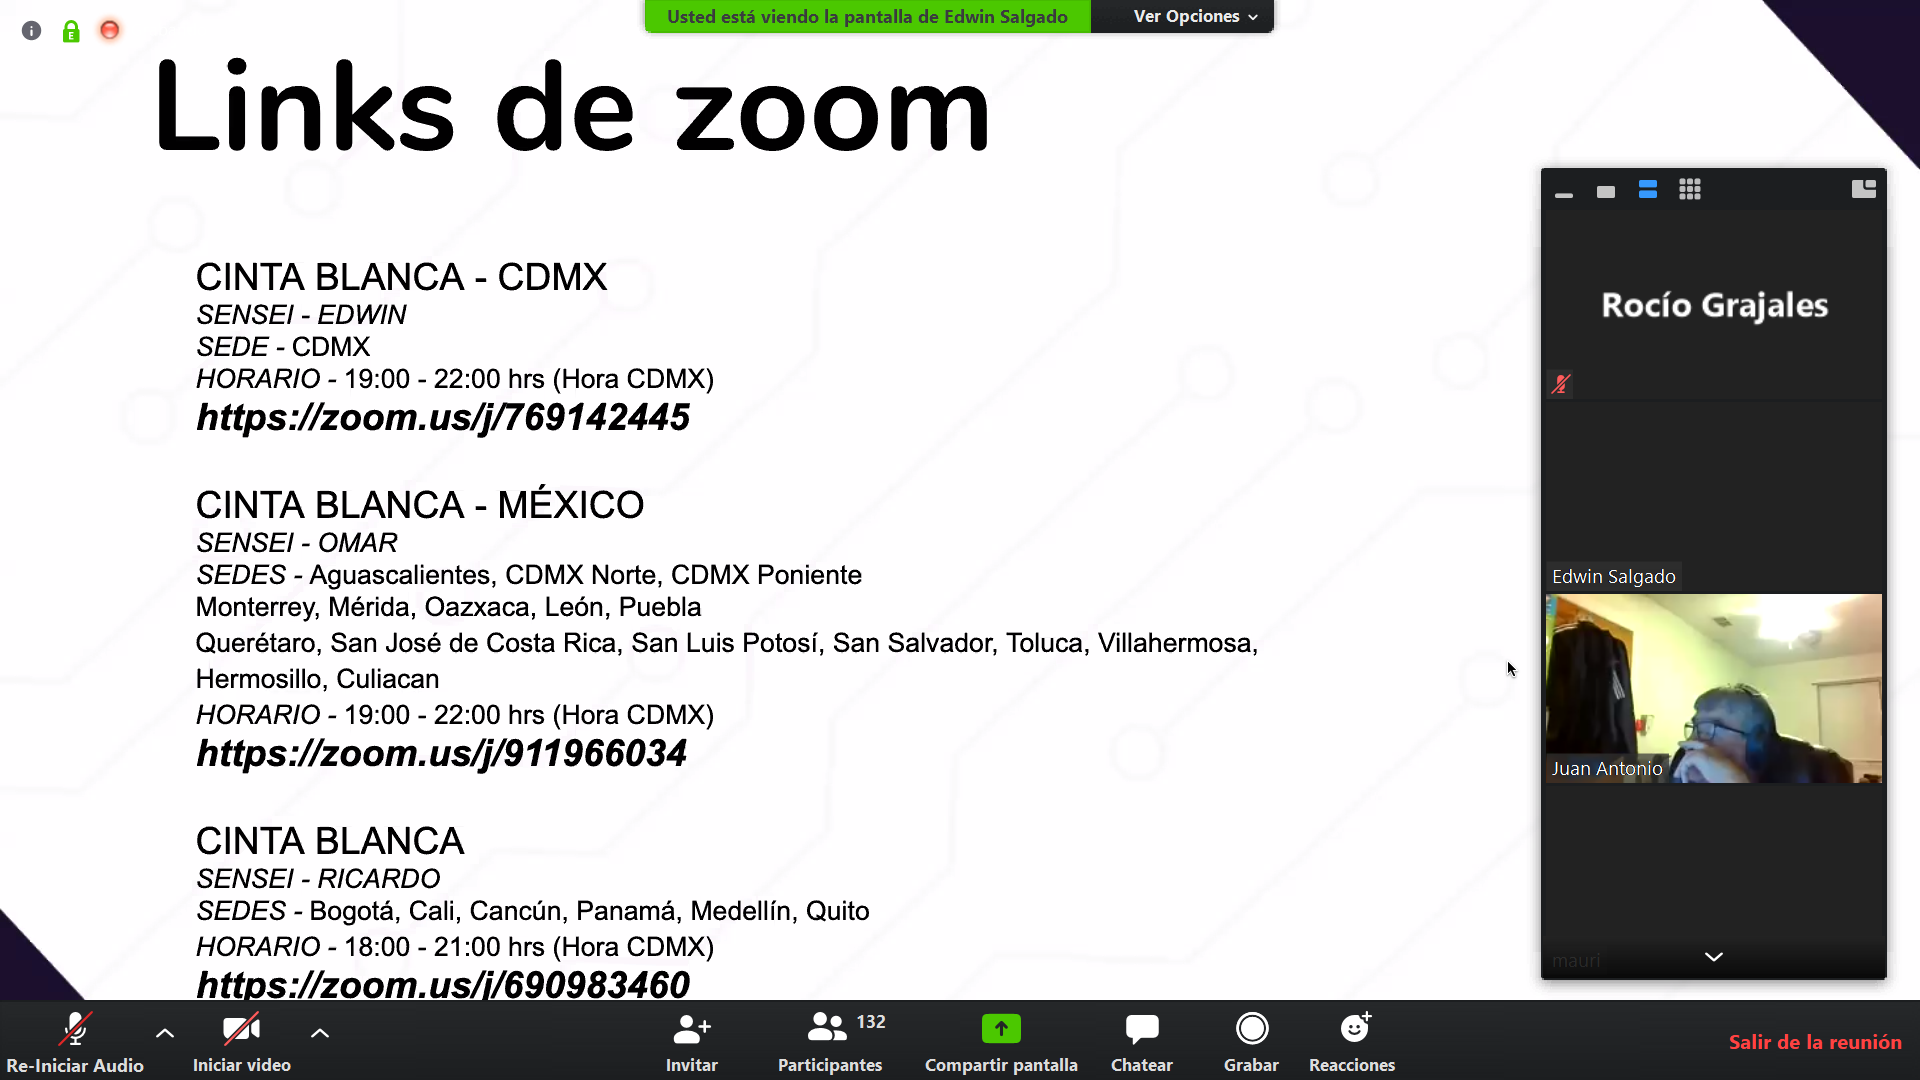 Usted está viendo la pantalla de Edwin Salgado
Ver Opciones
Links de zoom
CINTA BLANCA - CDMX
SENSEI - EDWIN
SEDE - CDMX
HORARIO - 19:00 - 22:00 hrs (Hora CDMX)
https://zoom.us/j/769142445
CINTA BLANCA - MÉXICO
SENSEI - OMAR
SEDES - Aguascalientes, CDMX Norte, CDMX Poniente
Monterrey, Mérida, Oazxaca, León, Puebla
Querétaro, San José de Costa Rica, San Luis Potosí, San Salvador, Toluca, Villahermosa,
Hermosillo, Culiacan
HORARIO - 19:00 - 22:00 hrs (Hora CDMX)
https://zoom.us/j/911966034
CINTA BLANCA
SENSEI - RICARDO
SEDES - Bogotá, Cali, Cancún, Panamá, Medellín, Quito
HORARIO - 18:00 - 21:00 hrs (Hora CDMX)
https://zoom.us/j/690983460
Rocío Grajales
Edwin Salgado
Juan Antonio
mauri
Re-Iniciar Audio
Iniciar video
Invitar
132
Participantes
Compartir pantalla
Chatear
Grabar
Reacciones
Salir de la reunión